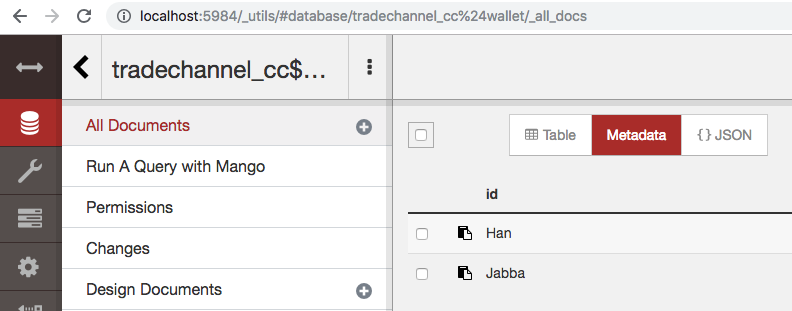 localhost:5984/_utils/#database/tradechannel_cc%24wallet/_all_docs
tradechannel_cc$...
All Documents
Run A Query with Mango
Permissions
Changes
Design Documents
Table Metadata {} JSON
id
Han
Jabba